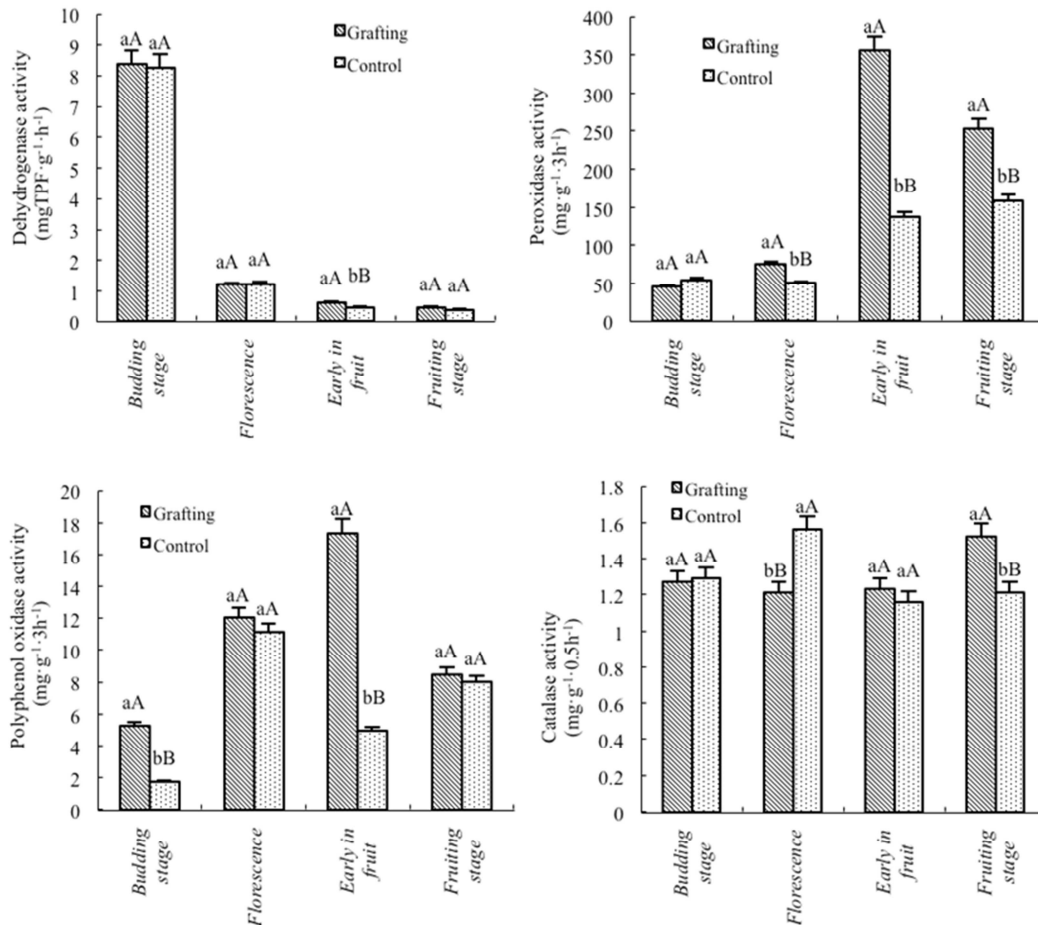 Dehydrogenase activity
(mgTPF·g⁻¹·h⁻¹)
10
9
8
7
6
5
4
3
2
1
0
Grafting
Control
aA aA
aA aA
aA bB
aA aA
Budding
stage
Florescence
Early in
fruit
Fruiting
stage
Peroxidase activity
(mg·g⁻¹·3h⁻¹)
400
350
300
250
200
150
100
50
0
Grafting
Control
aA aA
aA bB
aA bB
aA bB
Budding
stage
Florescence
Early in
fruit
Fruiting
stage
Polyphenol oxidase activity
(mg·g⁻¹·3h⁻¹)
20
18
16
14
12
10
8
6
4
2
0
Grafting
Control
aA bB
aA aA
aA bB
aA aA
Budding
stage
Florescence
Early in
fruit
Fruiting
stage
Catalase activity
(mg·g⁻¹·0.5h⁻¹)
1.8
1.6
1.4
1.2
1
0.8
0.6
0.4
0.2
0
Grafting
Control
aA aA
bB aA
aA aA
aA bB
Budding
stage
Florescence
Early in
fruit
Fruiting
stage